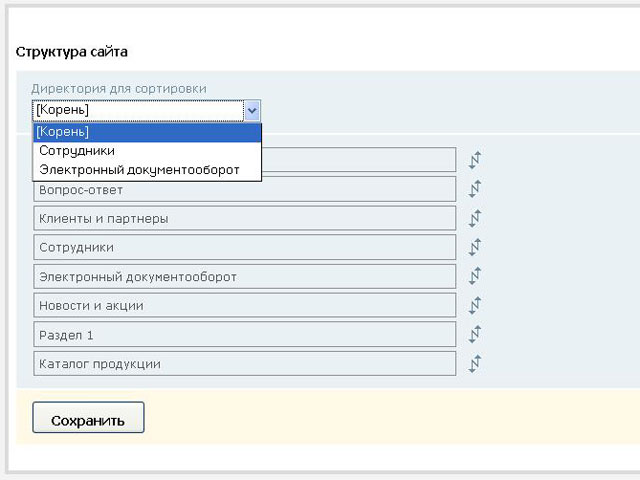 Структура сайта
Директория для сортировки
[Корень]
[Корень]
Сотрудники
Электронный документооборот
Вопрос-ответ
Клиенты и партнеры
Сотрудники
Электронный документооборот
Новости и акции
Раздел 1
Каталог продукции
Сохранить